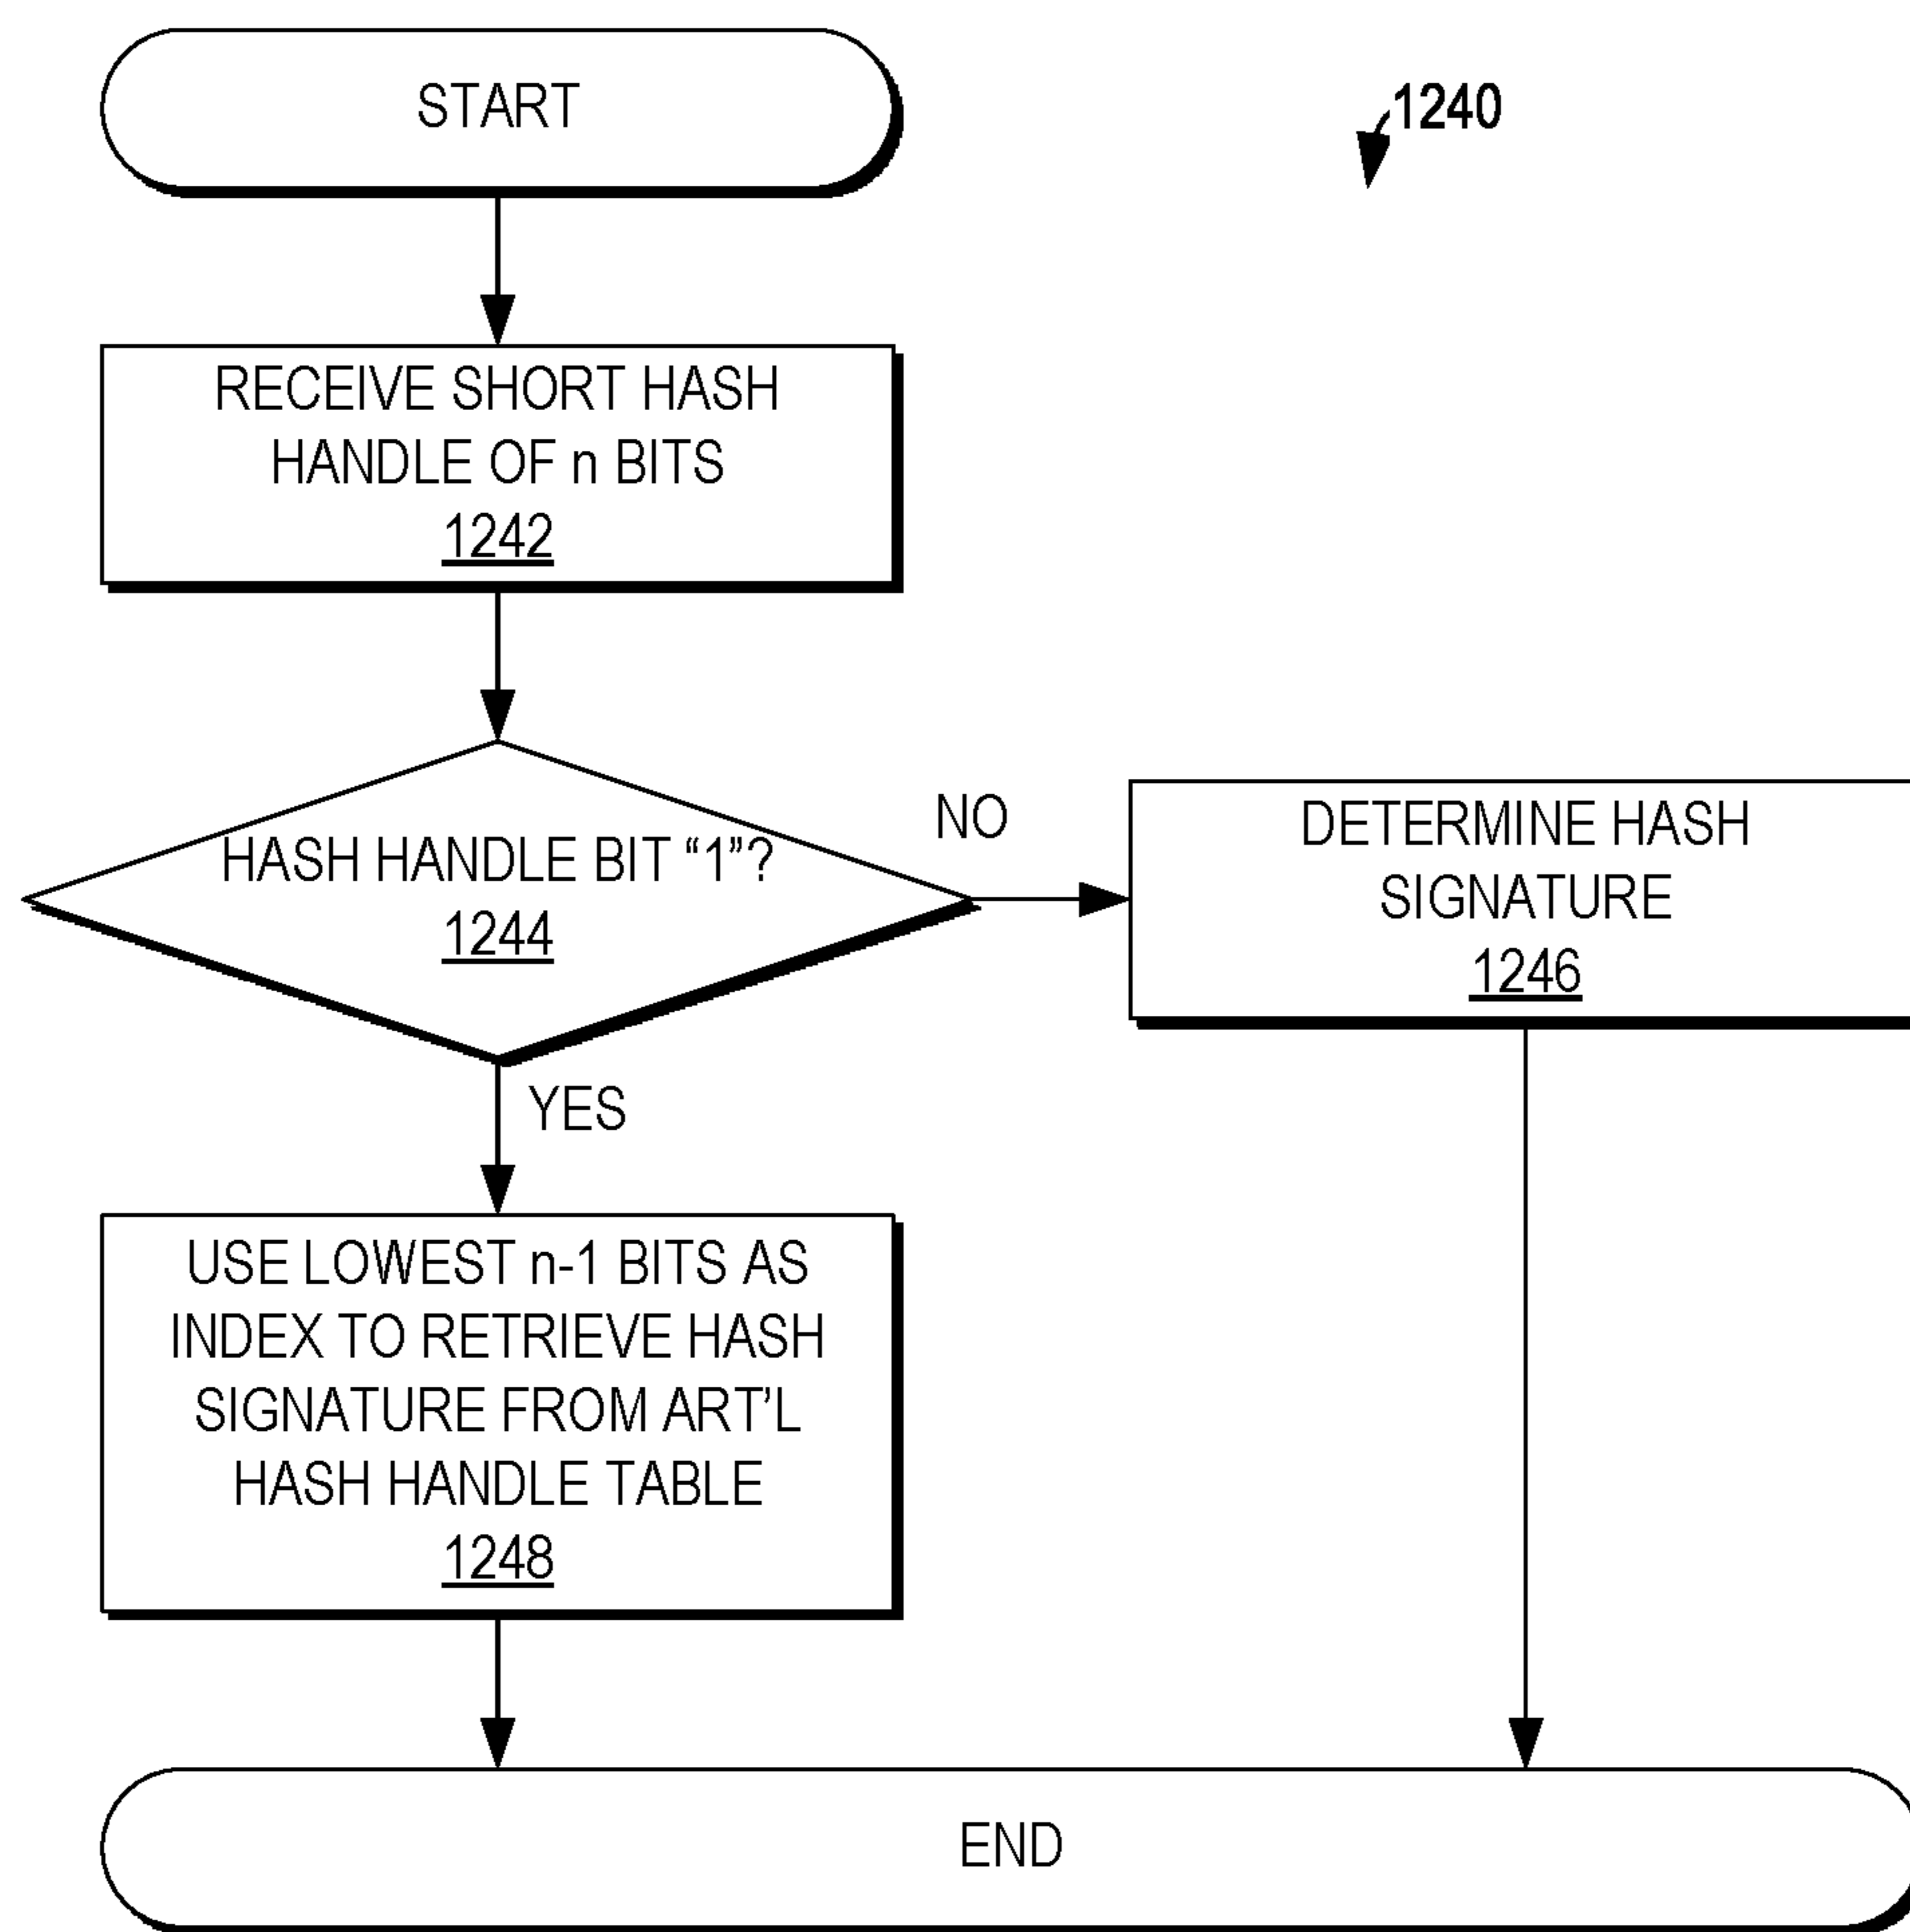 START
1240
RECEIVE SHORT HASH
HANDLE OF n BITS
1242
HASH HANDLE BIT “1”?
1244
NO
DETERMINE HASH
SIGNATURE
1246
YES
USE LOWEST n-1 BITS AS
INDEX TO RETRIEVE HASH
SIGNATURE FROM ART’L
HASH HANDLE TABLE
1248
END